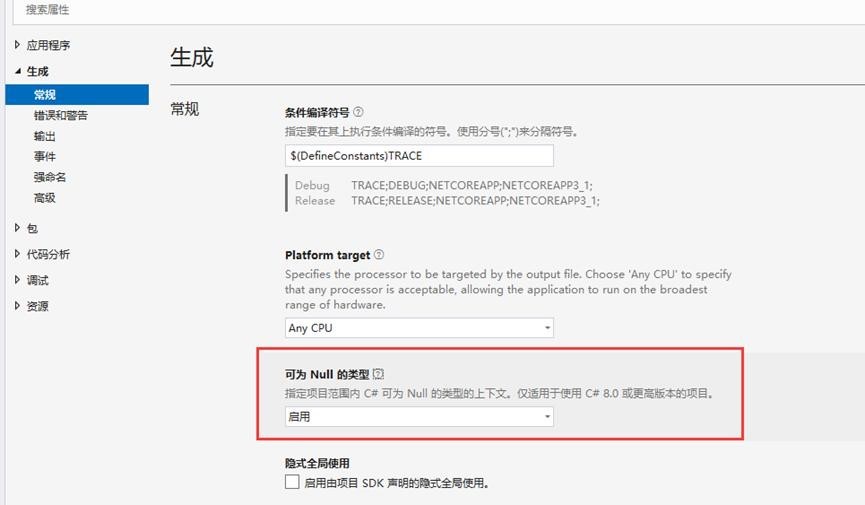 搜索属性
应用程序
生成
常规
错误和警告
输出
事件
强命名
高级
包
代码分析
调试
资源
生成
常规
条件编译符号
指定要在其上执行条件编译的符号。使用分号(";")来分隔符号。
$(DefineConstants)TRACE
Debug TRACE;DEBUG;NETCOREAPP;NETCOREAPP3_1;
Release TRACE;RELEASE;NETCOREAPP;NETCOREAPP3_1;
Platform target
Specifies the processor to be targeted by the output file. Choose 'Any CPU' to specify
that any processor is acceptable, allowing the application to run on the broadest
range of hardware.
Any CPU
可为 Null 的类型
指定项目范围内 C# 可为 Null 的类型的上下文。仅适用于使用 C# 8.0 或更高版本的项目。
启用
隐式全局使用
启用由项目 SDK 声明的隐式全局使用。